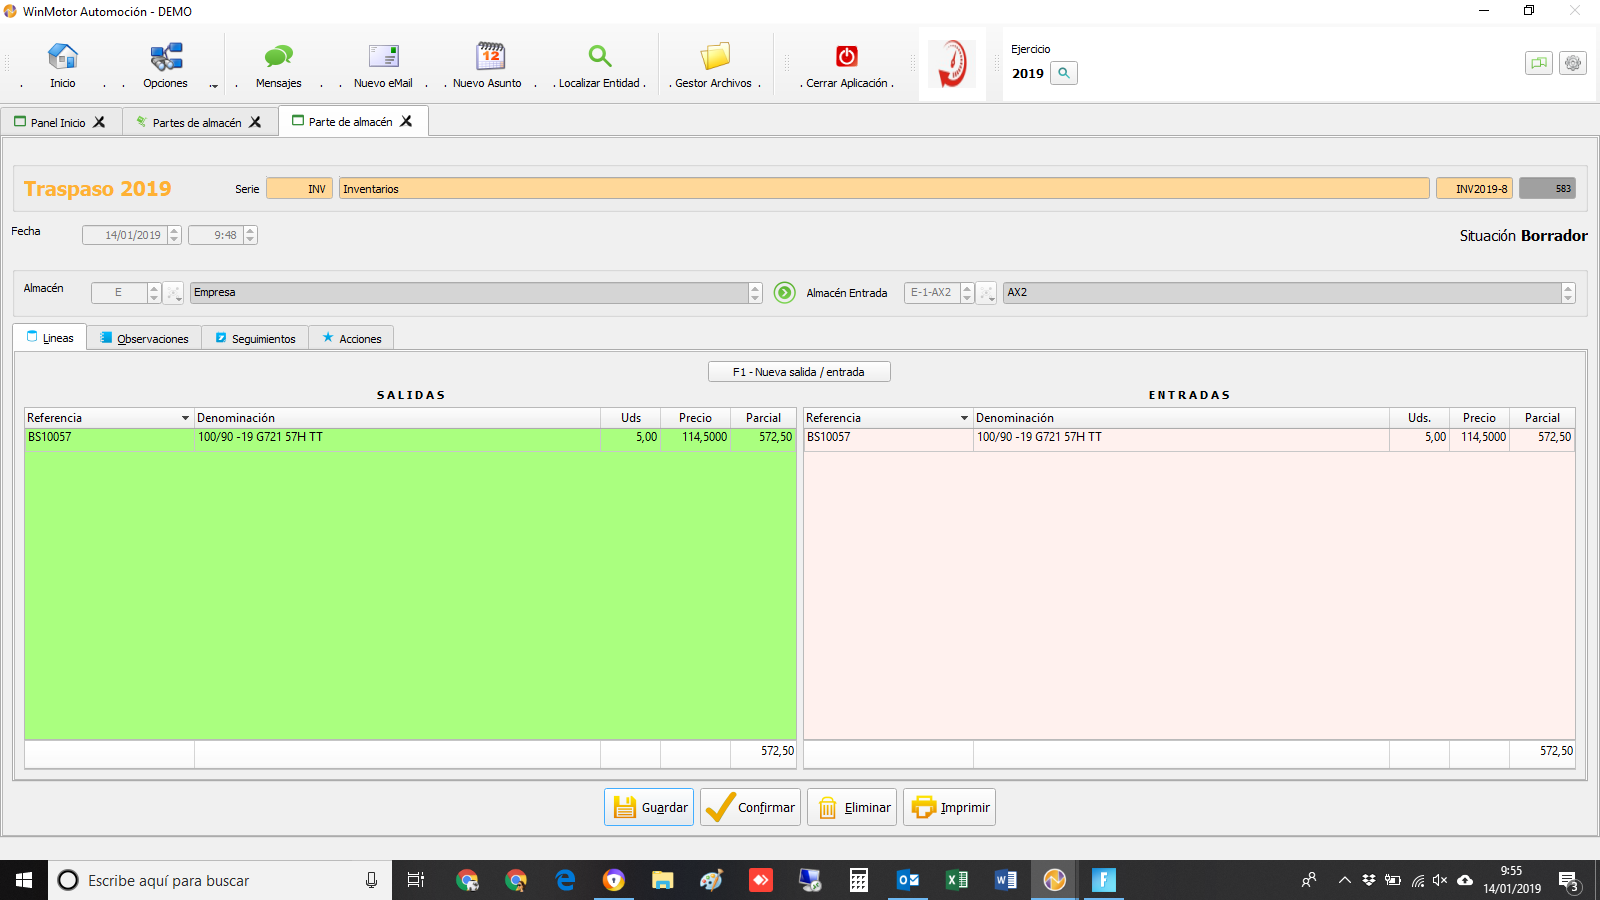 WinMotor Automoción - DEMO
Inicio
Opciones
Mensajes
Nuevo eMail
12
Nuevo Asunto
Localizar Entidad
Gestor Archivos
Cerrar Aplicación
Ejercicio
2019
Panel Inicio
Partes de almacén
Parte de almacén
Traspaso 2019
Serie
INV
Inventarios
INV2019-8
583
Fecha
14/01/2019
9:48
Situación Borrador
Almacén
E
Empresa
Almacén Entrada
E-1-AX2
AX2
Lineas
Observaciones
Seguimientos
Acciones
F1 - Nueva salida / entrada
SALIDAS
ENTRADAS
Referencia Denominación Uds Precio Parcial
Referencia Denominación Uds. Precio Parcial
BS10057 100/90 -19 G721 57H TT 5,00 114,5000 572,50
BS10057 100/90 -19 G721 57H TT 5,00 114,5000 572,50
572,50
572,50
Guardar
Confirmar
Eliminar
Imprimir
Escribe aquí para buscar
9:55
14/01/2019
3